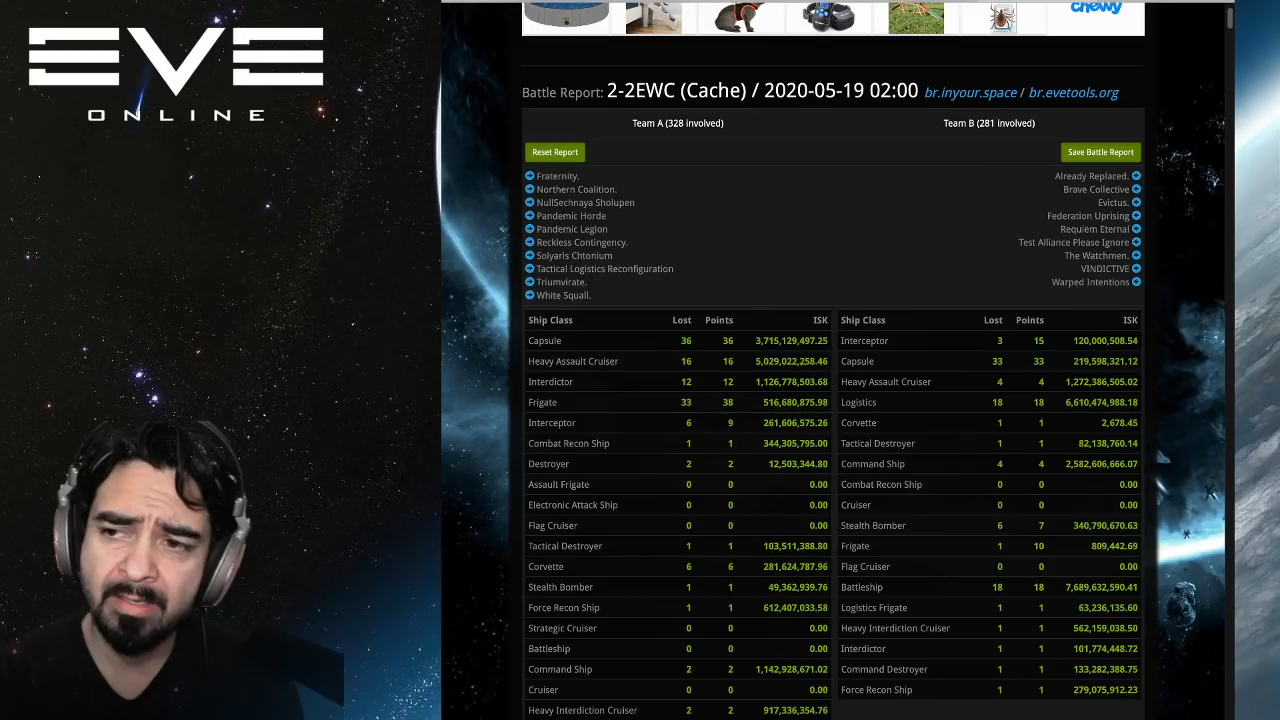 EVE
ONLINE
chewy
Battle Report: 2-2EWC (Cache) / 2020-05-19 02:00 br.inyour.space / br.evetools.org
Team A (328 involved) Team B (281 involved)
Reset Report Save Battle Report
Fraternity. Already Replaced.
Northern Coalition. Brave Collective
NullSechnaya Sholupen Evictus.
Pandemic Horde Federation Uprising
Pandemic Legion Requiem Eternal
Reckless Contingency. Test Alliance Please Ignore
Solyaris Chtonium The Watchmen.
Tactical Logistics Reconfiguration VINDICTIVE
Triumvirate. Warped Intentions
White Squall.
Ship Class Lost Points ISK Ship Class Lost Points ISK
Capsule 36 36 3,715,129,497.25 Interceptor 3 15 120,000,508.54
Heavy Assault Cruiser 16 16 5,029,022,258.46 Capsule 33 33 219,598,321.12
Interdictor 12 12 1,126,778,503.68 Heavy Assault Cruiser 4 4 1,272,386,505.02
Frigate 33 38 516,680,875.98 Logistics 18 18 6,610,474,988.18
Interceptor 6 9 261,606,575.26 Corvette 1 1 2,678.45
Combat Recon Ship 1 1 344,305,795.00 Tactical Destroyer 1 1 82,138,760.14
Destroyer 2 2 12,503,344.80 Command Ship 4 4 2,582,606,666.07
Assault Frigate 0 0 0.00 Combat Recon Ship 0 0 0.00
Electronic Attack Ship 0 0 0.00 Cruiser 0 0 0.00
Flag Cruiser 0 0 0.00 Stealth Bomber 6 7 340,790,670.63
Tactical Destroyer 1 1 103,511,388.80 Frigate 1 10 809,442.69
Corvette 6 6 281,624,787.96 Flag Cruiser 0 0 0.00
Stealth Bomber 1 1 49,362,939.76 Battleship 18 18 7,689,632,590.41
Force Recon Ship 1 1 612,407,033.58 Logistics Frigate 1 1 63,236,135.60
Strategic Cruiser 0 0 0.00 Heavy Interdiction Cruiser 1 1 562,159,038.50
Battleship 0 0 0.00 Interdictor 1 1 101,774,448.72
Command Ship 2 2 1,142,928,671.02 Command Destroyer 1 1 133,282,388.75
Cruiser 0 0 0.00 Force Recon Ship 1 1 279,075,912.23
Heavy Interdiction Cruiser 2 2 917,336,354.76